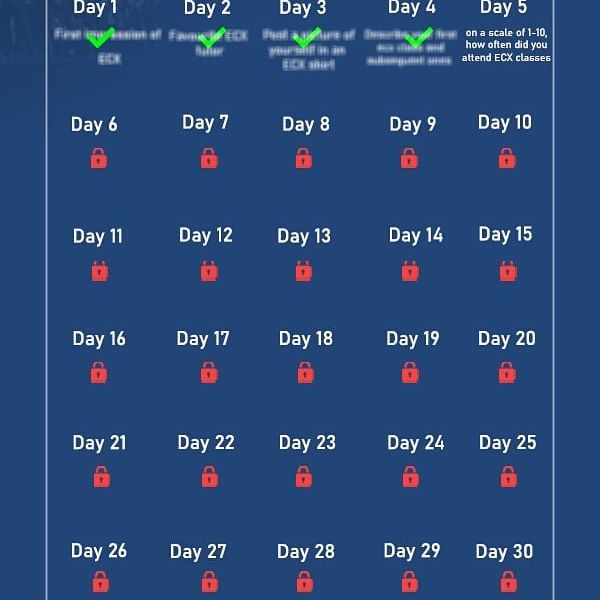 Day 1 Day 2 Day 3 Day 4 Day 5
First impression of Favourite ECX Post a picture of Describe your first on a scale of 1-10,
ECX tutor yourself in an ecx class and how often did you
ECX shirt subsequent ones attend ECX classes
Day 6 Day 7 Day 8 Day 9 Day 10
Day 11 Day 12 Day 13 Day 14 Day 15
Day 16 Day 17 Day 18 Day 19 Day 20
Day 21 Day 22 Day 23 Day 24 Day 25
Day 26 Day 27 Day 28 Day 29 Day 30